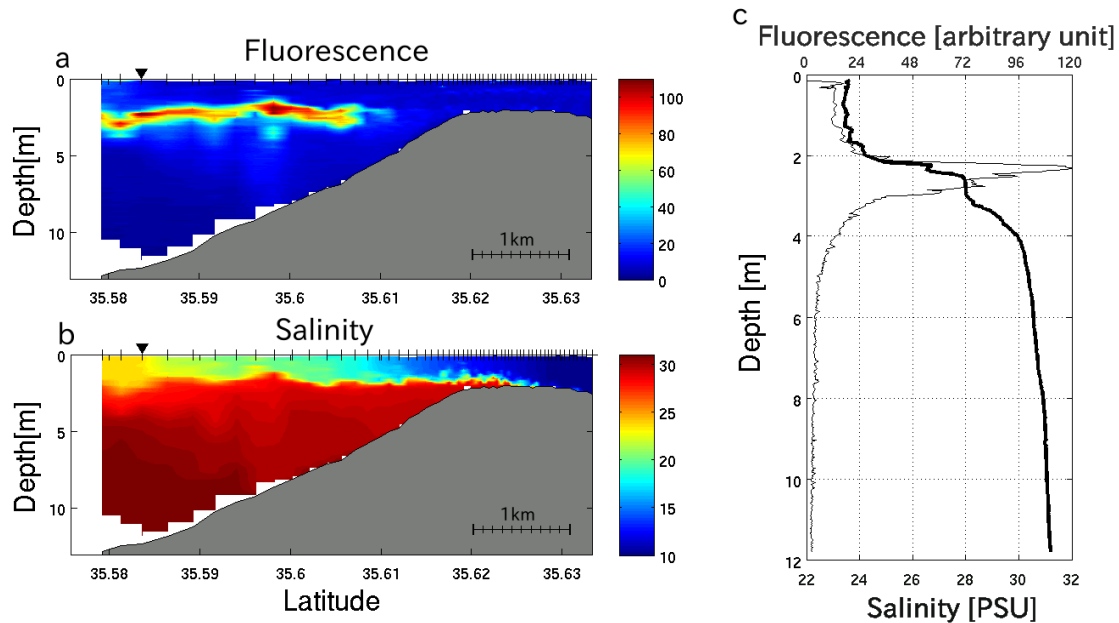 a
Fluorescence
0
5
10
Depth[m]
35.58 35.59 35.6 35.61 35.62 35.63
1km
100
80
60
40
20
0
b
Salinity
0
5
10
Depth[m]
35.58 35.59 35.6 35.61 35.62 35.63
Latitude
1km
30
25
20
15
10
c
Fluorescence [arbitrary unit]
0 24 48 72 96 120
0
2
4
6
8
10
12
Depth [m]
22 24 26 28 30 32
Salinity [PSU]